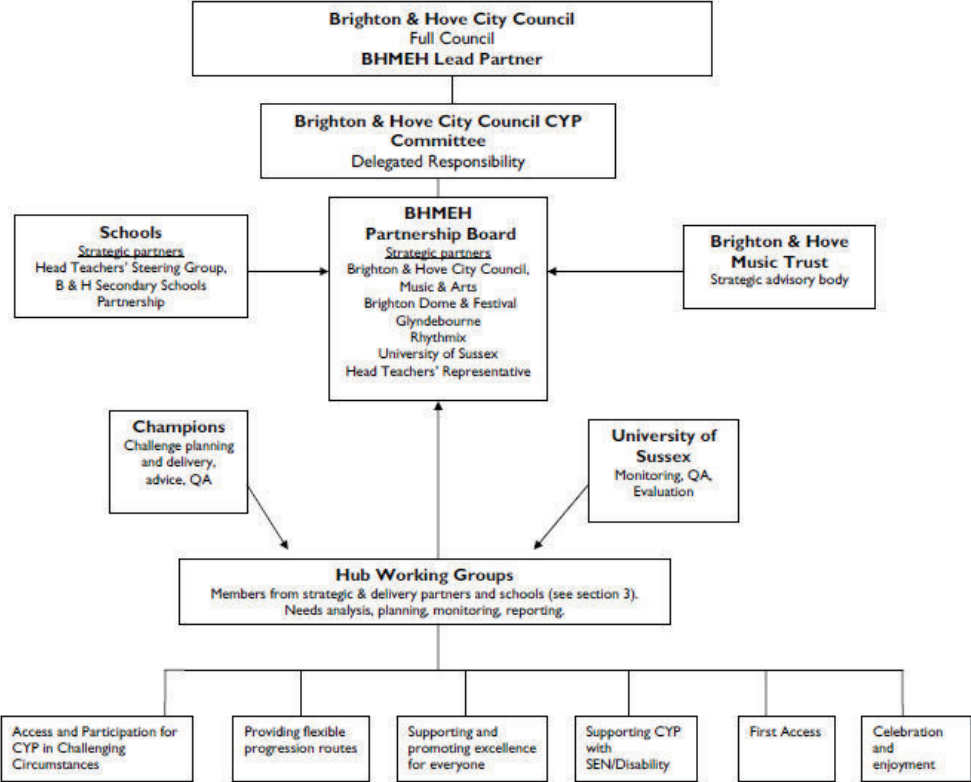 Brighton & Hove City Council
Full Council
BHMEH Lead Partner
Brighton & Hove City Council CYP
Committee
Delegated Responsibility
Schools
Strategic partners
Head Teachers' Steering Group,
B & H Secondary Schools
Partnership
BHMEH
Partnership Board
Strategic partners
Brighton & Hove City Council,
Music & Arts
Brighton Dome & Festival
Glyndebourne
Rhythmix
University of Sussex
Head Teachers' Representative
Brighton & Hove
Music Trust
Strategic advisory body
Champions
Challenge planning
and delivery,
advice, QA
University of
Sussex
Monitoring, QA,
Evaluation
Hub Working Groups
Members from strategic & delivery partners and schools (see section 3).
Needs analysis, planning, monitoring, reporting.
Access and Participation for
CYP in Challenging
Circumstances
Providing flexible
progression routes
Supporting and
promoting excellence
for everyone
Supporting CYP
with
SEN/Disability
First Access
Celebration
and
enjoyment